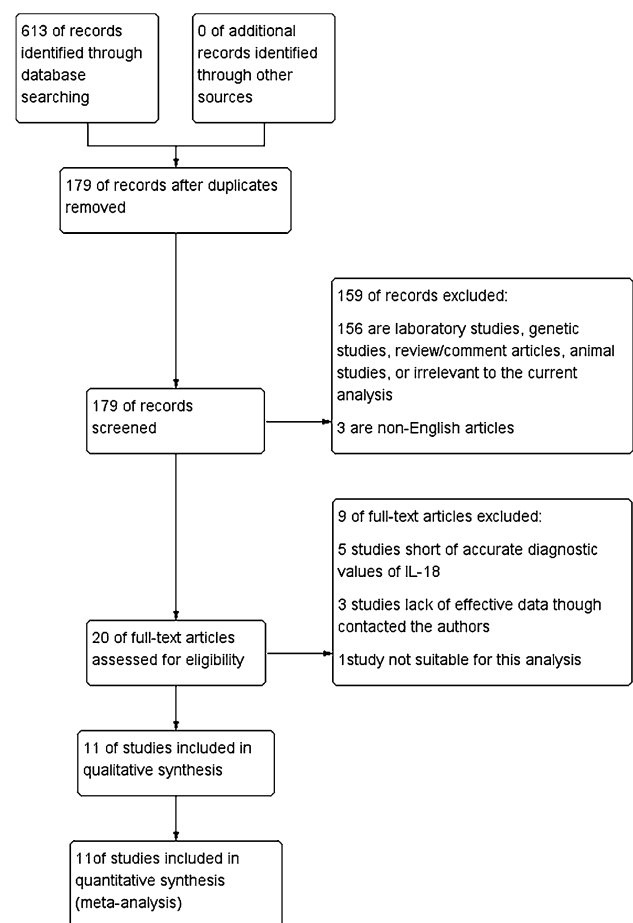 613 of records
identified through
database
searching
0 of additional
records identified
through other
sources
179 of records after duplicates
removed
159 of records excluded:
156 are laboratory studies, genetic
studies, review/comment articles, animal
studies, or irrelevant to the current
analysis
3 are non-English articles
179 of records
screened
9 of full-text articles excluded:
5 studies short of accurate diagnostic
values of IL-18
3 studies lack of effective data though
contacted the authors
1study not suitable for this analysis
20 of full-text articles
assessed for eligibility
11 of studies included in
qualitative synthesis
11of studies included in
quantitative synthesis
(meta-analysis)